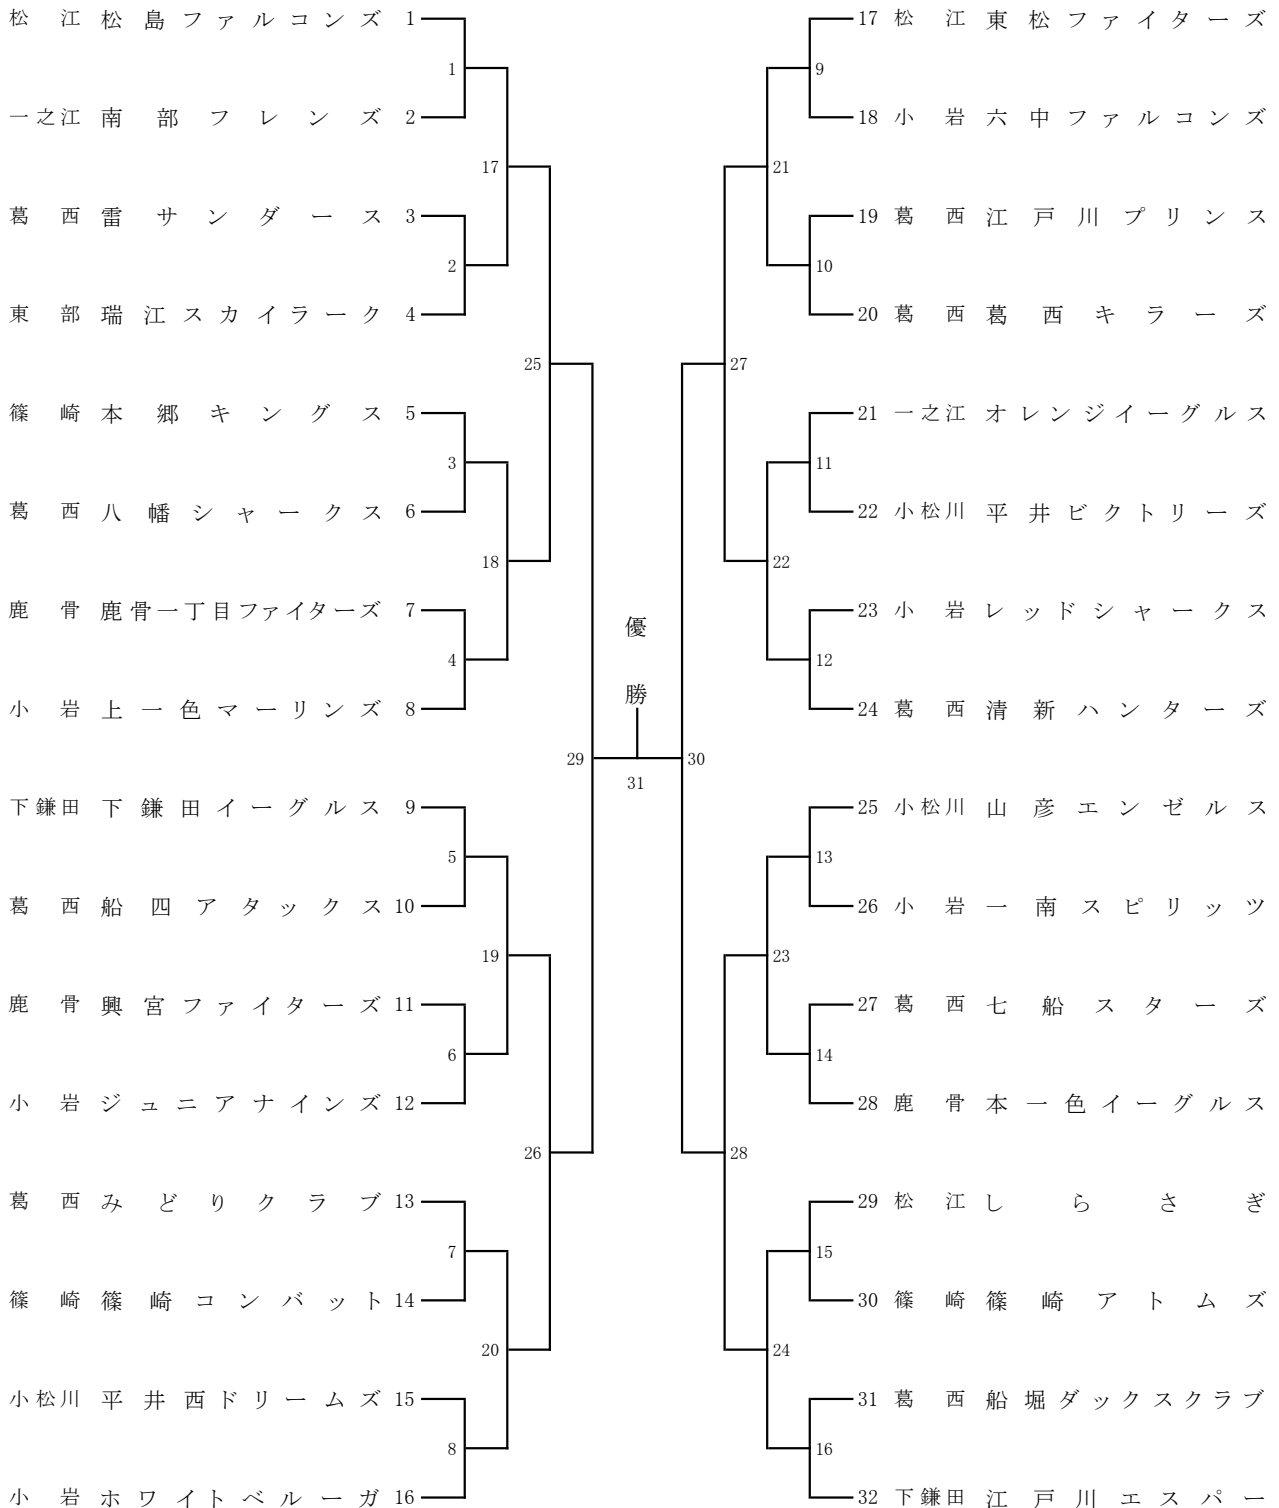 松江 松島ファルコンズ 1
1
一之江 南部フレンズ 2
17
葛西 雷サンダース 3
2
東部 瑞江スカイラーク 4
25
篠崎 本郷キングス 5
3
葛西 八幡シャークス 6
18
鹿骨 鹿骨一丁目ファイターズ 7
4
小岩 上一色マーリンズ 8
29
下鎌田 下鎌田イーグルス 9
5
葛西 船四アタックス 10
19
鹿骨 興宮ファイターズ 11
6
小岩 ジュニアナインズ 12
26
葛西 みどりクラブ 13
7
篠崎 篠崎コンバット 14
20
小松川 平井西ドリームズ 15
8
小岩 ホワイトベルーガ 16
優
勝
31
17 松江 東松ファイターズ
9
18 小岩 六中ファルコンズ
21
19 葛西 江戸川プリンス
10
20 葛西 葛西キラーズ
27
21 一之江 オレンジイーグルス
11
22 小松川 平井ビクトリーズ
22
23 小岩 レッドシャークス
12
24 葛西 清新ハンターズ
30
25 小松川 山彦エンゼルス
13
26 小岩 一南スピリッツ
23
27 葛西 七船スターズ
14
28 鹿骨 本一色イーグルス
28
29 松江 しらさぎ
15
30 篠崎 篠崎アトムズ
24
31 葛西 船堀ダックスクラブ
16
32 下鎌田 江戸川エスパー